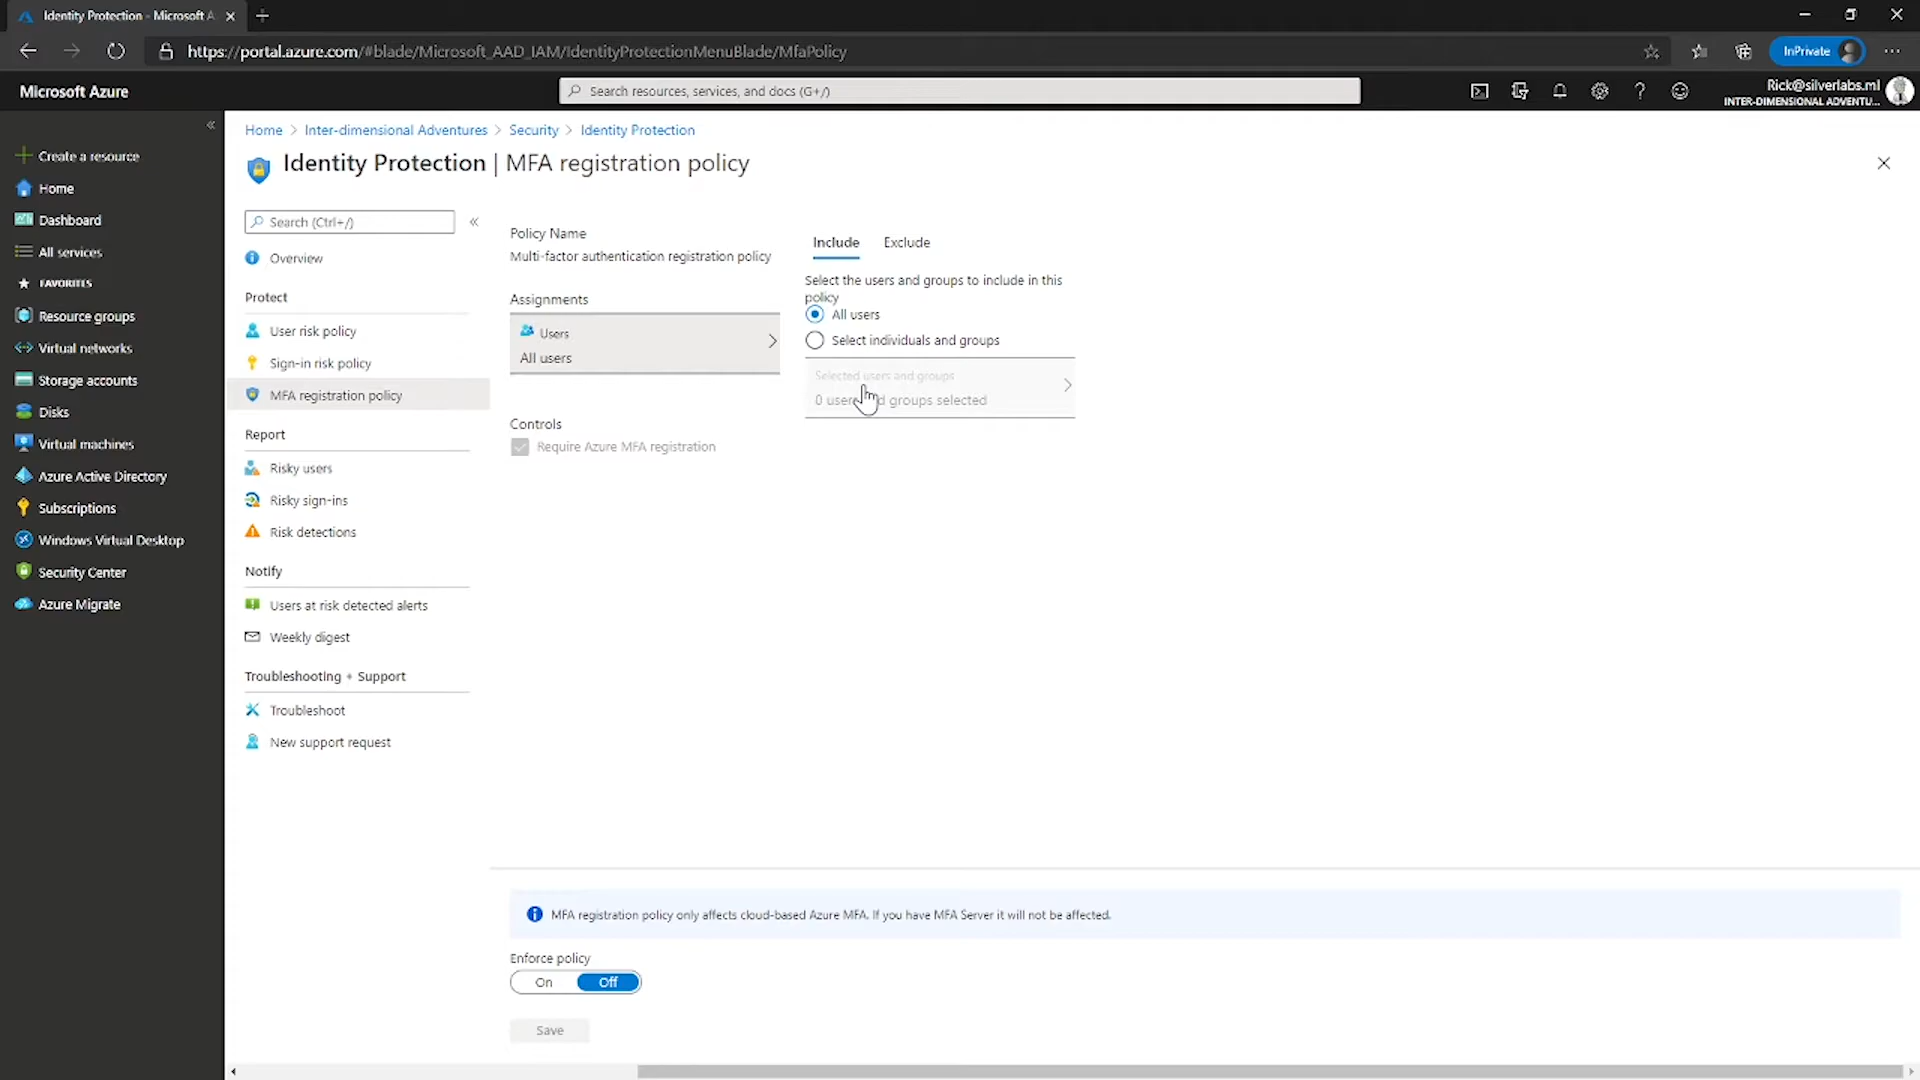 Identity Protection - Microsoft A
https://portal.azure.com/#blade/Microsoft_AAD_IAM/IdentityProtectionMenuBlade/MfaPolicy
InPrivate
Microsoft Azure
Search resources, services, and docs (G+/)
Rick@silverlabs.ml
INTER-DIMENSIONAL ADVENTU...
Create a resource
Home
Dashboard
All services
FAVORITES
Resource groups
Virtual networks
Storage accounts
Disks
Virtual machines
Azure Active Directory
Subscriptions
Windows Virtual Desktop
Security Center
Azure Migrate
Home > Inter-dimensional Adventures > Security > Identity Protection
Identity Protection | MFA registration policy
Search (Ctrl+/)
Overview
Protect
User risk policy
Sign-in risk policy
MFA registration policy
Report
Risky users
Risky sign-ins
Risk detections
Notify
Users at risk detected alerts
Weekly digest
Troubleshooting + Support
Troubleshoot
New support request
Policy Name
Multi-factor authentication registration policy
Assignments
Users
All users
Controls
Require Azure MFA registration
Include Exclude
Select the users and groups to include in this
policy
All users
Select individuals and groups
Selected users and groups
0 users and groups selected
MFA registration policy only affects cloud-based Azure MFA. If you have MFA Server it will not be affected.
Enforce policy
On Off
Save